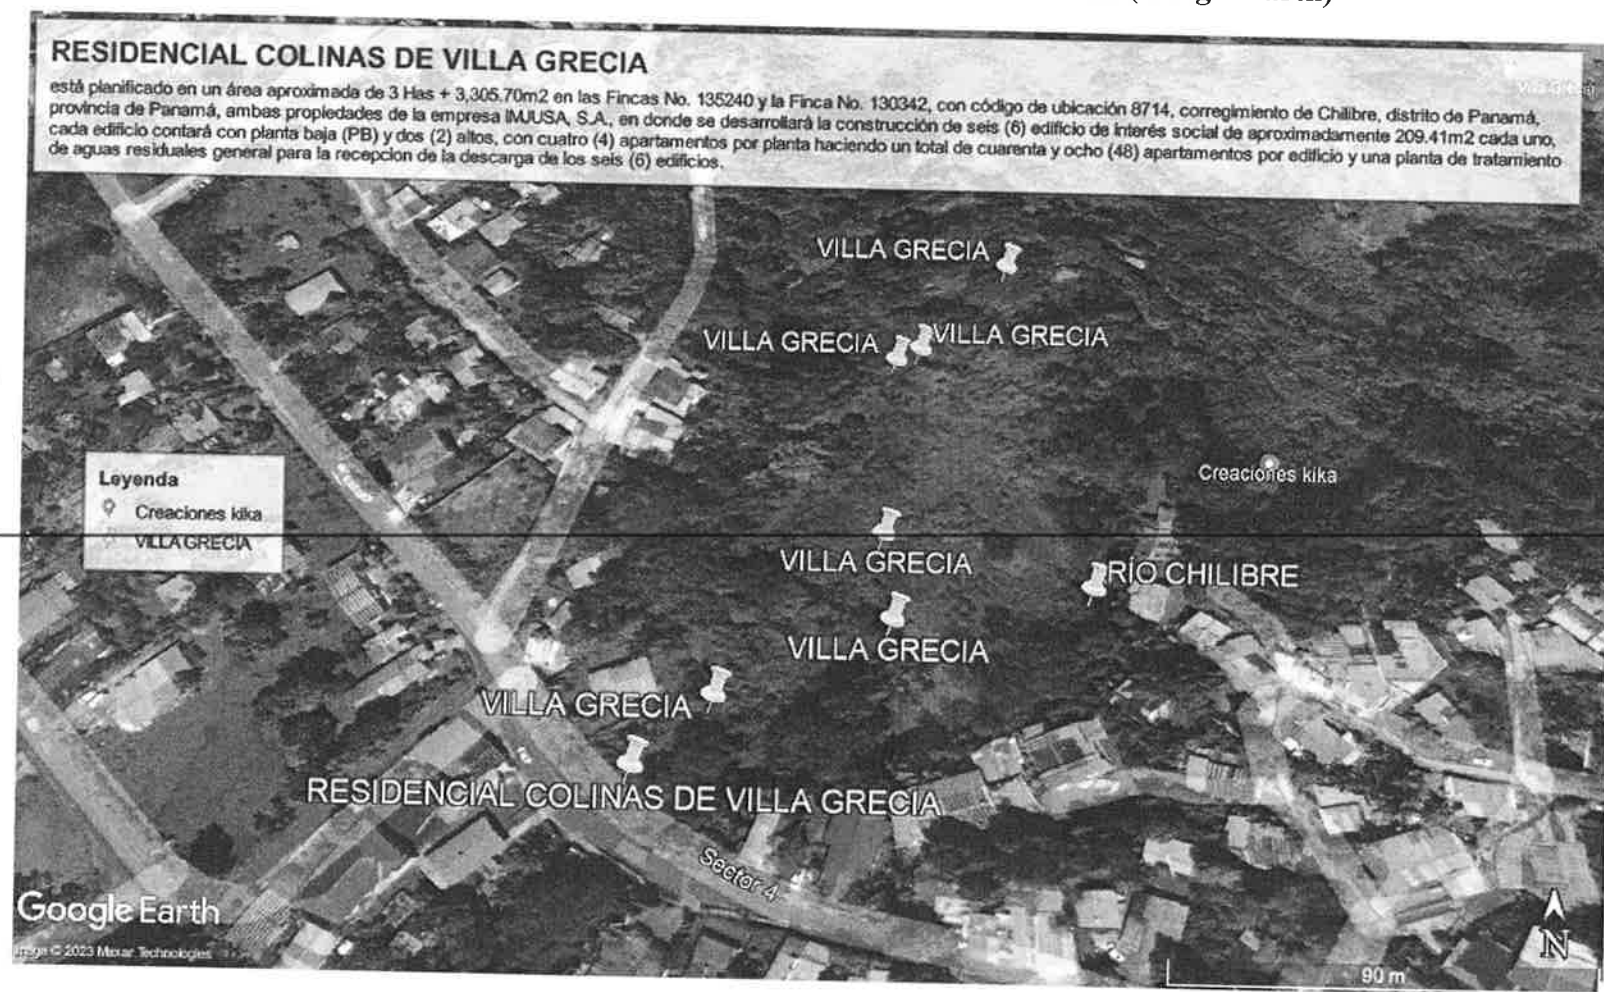 RESIDENCIAL COLINAS DE VILLA GRECIA
está planificado en un área aproximada de 3 Has + 3,305.70m2 en las Fincas No. 135240 y la Finca No. 130342, con código de ubicación 8714, corregimiento de Chilibre, distrito de Panamá,
provincia de Panamá, ambas propiedades de la empresa IMJUSA, S.A., en donde se desarrollará la construcción de seis (6) edificio de interés social de aproximadamente 209.41m2 cada uno,
cada edificio contará con planta baja (PB) y dos (2) altos, con cuatro (4) apartamentos por planta haciendo un total de cuarenta y ocho (48) apartamentos por edificio y una planta de tratamiento
de aguas residuales general para la recepcion de la descarga de los seis (6) edificios.
VILLA GRECIA
VILLA GRECIA
VILLA GRECIA
Creaciones kika
Leyenda
Creaciones kika
VILLA GRECIA
VILLA GRECIA
RÍO CHILIBRE
VILLA GRECIA
VILLA GRECIA
RESIDENCIAL COLINAS DE VILLA GRECIA
Sector 4
Google Earth
Image © 2023 Maxar Technologies
N
90 m